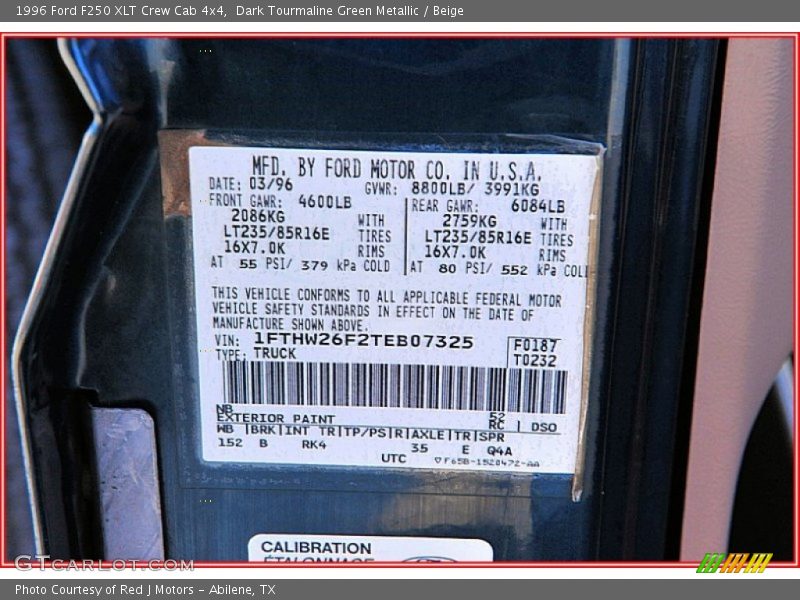 1996 Ford F250 XLT Crew Cab 4x4,  Dark Tourmaline Green Metallic / Beige
MFD. BY FORD MOTOR CO. IN U.S.A.
DATE: 03/96 GVWR: 8800LB/ 3991KG
FRONT GAWR: 4600LB REAR GAWR: 6084LB
2086KG WITH 2759KG WITH
LT235/85R16E TIRES LT235/85R16E TIRES
16X7.0K RIMS 16X7.0K RIMS
AT 55 PSI/ 379 kPa COLD AT 80 PSI/ 552 kPa COLD
THIS VEHICLE CONFORMS TO ALL APPLICABLE FEDERAL MOTOR
VEHICLE SAFETY STANDARDS IN EFFECT ON THE DATE OF
MANUFACTURE SHOWN ABOVE.
VIN: 1FTHW26F2TEB07325 F0187
TYPE: TRUCK T0232
NB 52
EXTERIOR PAINT RC | DSO
WB |BRK|INT TR|TP/PS|R|AXLE|TR|SPR
152 B RK4 35 E Q4A
UTC ▽F65B-1520472-AA
CALIBRATION
ÉTALONNAGE
GTcarlot.com
Photo Courtesy of Red J Motors – Abilene, TX